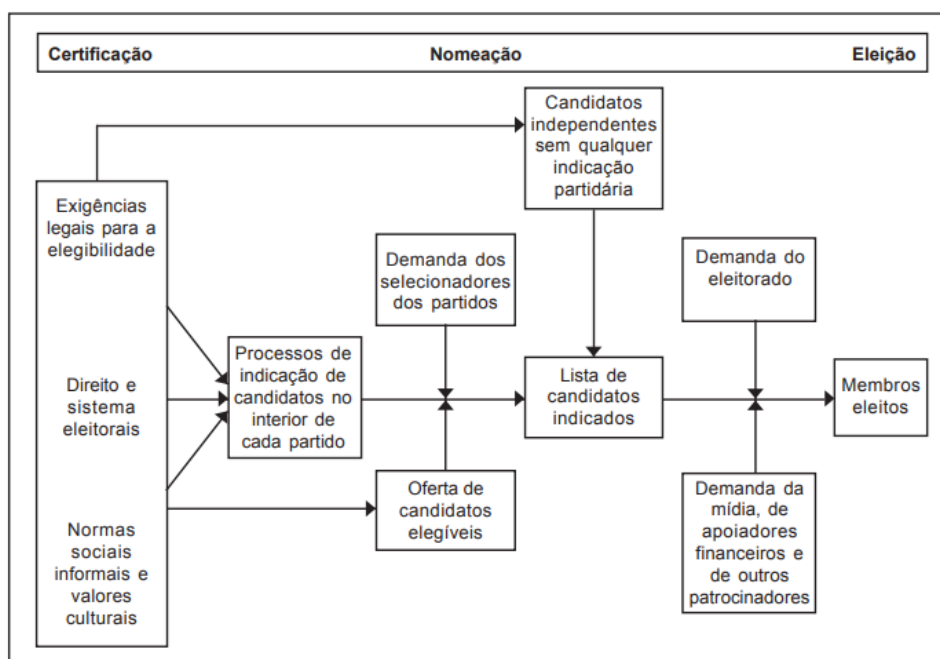 Certificação Nomeação Eleição
Candidatos
independentes
sem qualquer
indicação
partidária
Exigências
legais para a
elegibilidade
Demanda dos
selecionadores
dos partidos
Demanda do
eleitorado
Direito e
sistema
eleitorais
Processos de
indicação de
candidatos no
interior de
cada partido
Lista de
candidatos
indicados
Membros
eleitos
Normas
sociais
informais e
valores
culturais
Oferta de
candidatos
elegíveis
Demanda da
mídia, de
apoiadores
financeiros e
de outros
patrocinadores